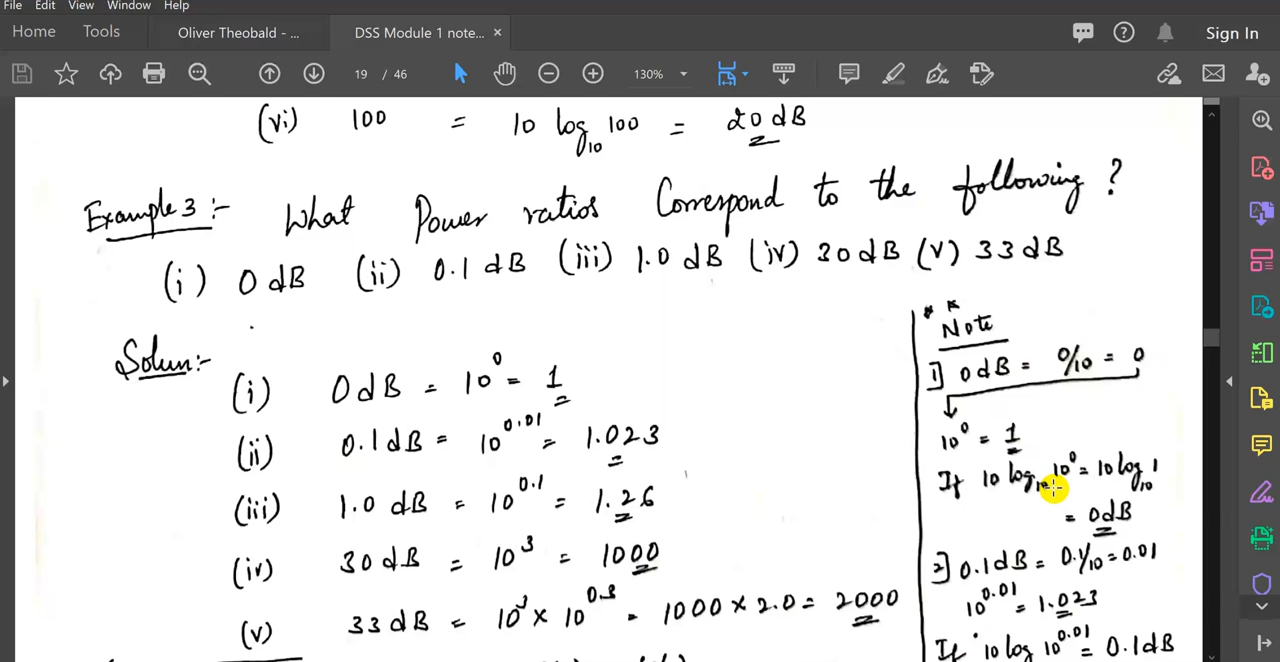 File Edit View Window Help
Home Tools Oliver Theobald - ... DSS Module 1 note... × Sign In
19 / 46 130%
(vi) 100 = 10 log₁₀ 100 = 20 dB
Example 3 :- What Power ratios Correspond to the following ?
(i) 0 dB (ii) 0.1 dB (iii) 1.0 dB (iv) 30 dB (v) 33 dB
Solun:-
(i) 0 dB = 10⁰ = 1
(ii) 0.1 dB = 10^0.01 = 1.023
(iii) 1.0 dB = 10^0.1 = 1.26
(iv) 30 dB = 10³ = 1000
(v) 33 dB = 10³ × 10^0.3 = 1000 × 2.0 = 2000
** Note
1] 0 dB = 0/10 = 0
10⁰ = 1
If 10 log₁₀ 10⁰ = 10 log₁₀ 1
= 0 dB
2] 0.1 dB = 0.1/10 = 0.01
10^0.01 = 1.023
If 10 log 10^0.01 = 0.1 dB